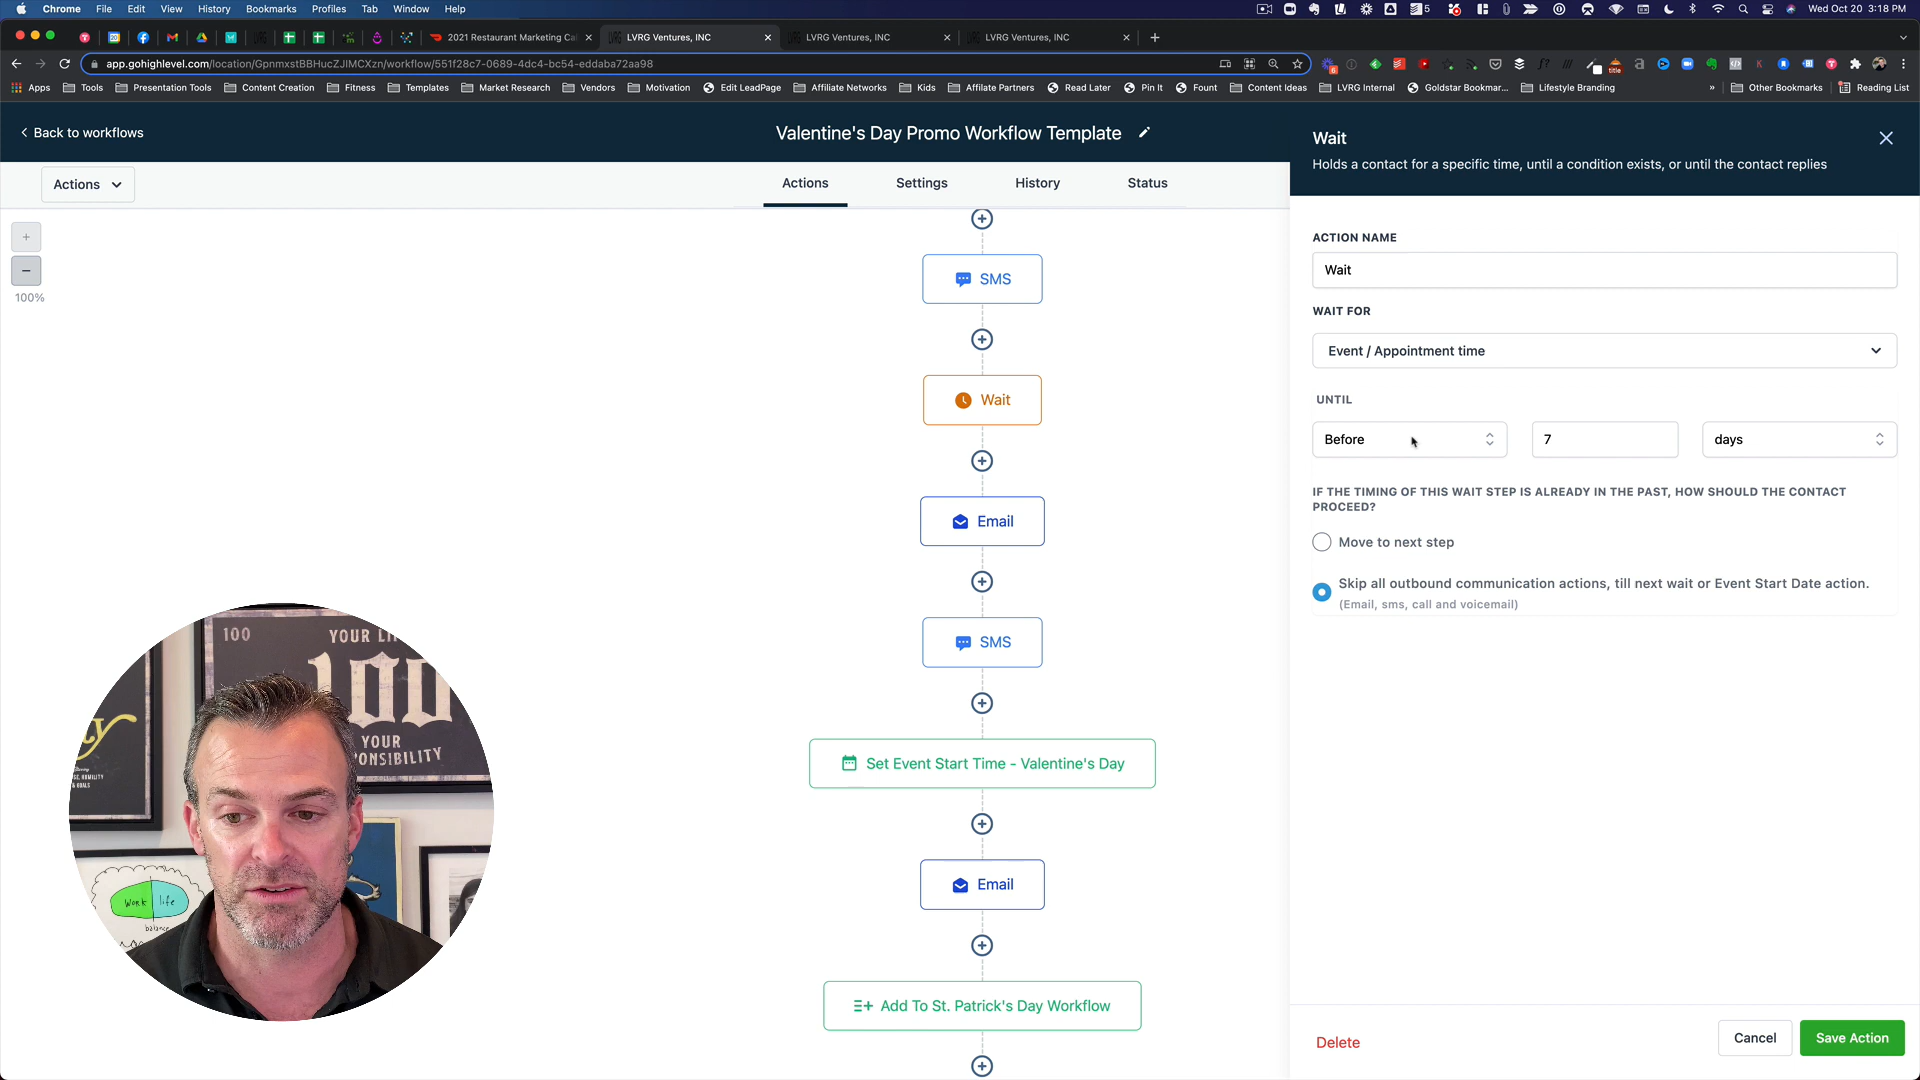 Chrome File Edit View History Bookmarks Profiles Tab Window Help
5
Wed Oct 20 3:18 PM
2021 Restaurant Marketing Cal
LVRG Ventures, INC
LVRG Ventures, INC
LVRG Ventures, INC
app.gohighlevel.com/location/GpnmxstBBHucZJIMCXzn/workflow/551f28c7-0689-4dc4-bc54-eddaba72aa98
Apps Tools Presentation Tools Content Creation Fitness Templates Market Research Vendors Motivation Edit LeadPage Affiliate Networks Kids Affilate Partners Read Later Pin It Fount Content Ideas LVRG Internal Goldstar Bookmar... Lifestyle Branding » Other Bookmarks Reading List
Back to workflows
Valentine's Day Promo Workflow Template
Actions
Actions
Settings
History
Status
+
−
100%
SMS
Wait
Email
SMS
Set Event Start Time - Valentine's Day
Email
Add To St. Patrick's Day Workflow
Wait
Holds a contact for a specific time, until a condition exists, or until the contact replies
ACTION NAME
Wait
WAIT FOR
Event / Appointment time
UNTIL
Before
7
days
IF THE TIMING OF THIS WAIT STEP IS ALREADY IN THE PAST, HOW SHOULD THE CONTACT
PROCEED?
Move to next step
Skip all outbound communication actions, till next wait or Event Start Date action.
(Email, sms, call and voicemail)
Delete
Cancel
Save Action
100
YOUR
100
YOUR
Work life
balance